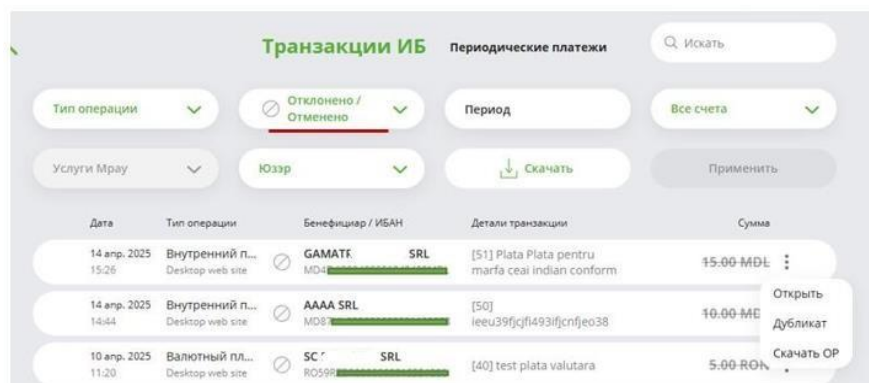 Транзакции ИБ Периодические платежи Искать
Тип операции Отклонено / Отменено Период Все счета
Услуги Mpay Юзэр Скачать Применить
Дата Тип операции Бенефициар / ИБАН Детали транзакции Сумма
14 апр. 2025 Внутренний п... GAMATE SRL [51] Plata Plata pentru 15.00 MDL
15:26 Desktop web site marfa ceai indian conform
Открыть
14 апр. 2025 Внутренний п... AAAA SRL [50] 10.00
14:44 Desktop web site MD87 ieeu39fjcjfi493ifjcnfjeo38
Дубликат
10 апр. 2025 Валютный пл... SC SRL [40] test plata valutara 5.00 RON
11:20 Desktop web site RO59R
Скачать OP